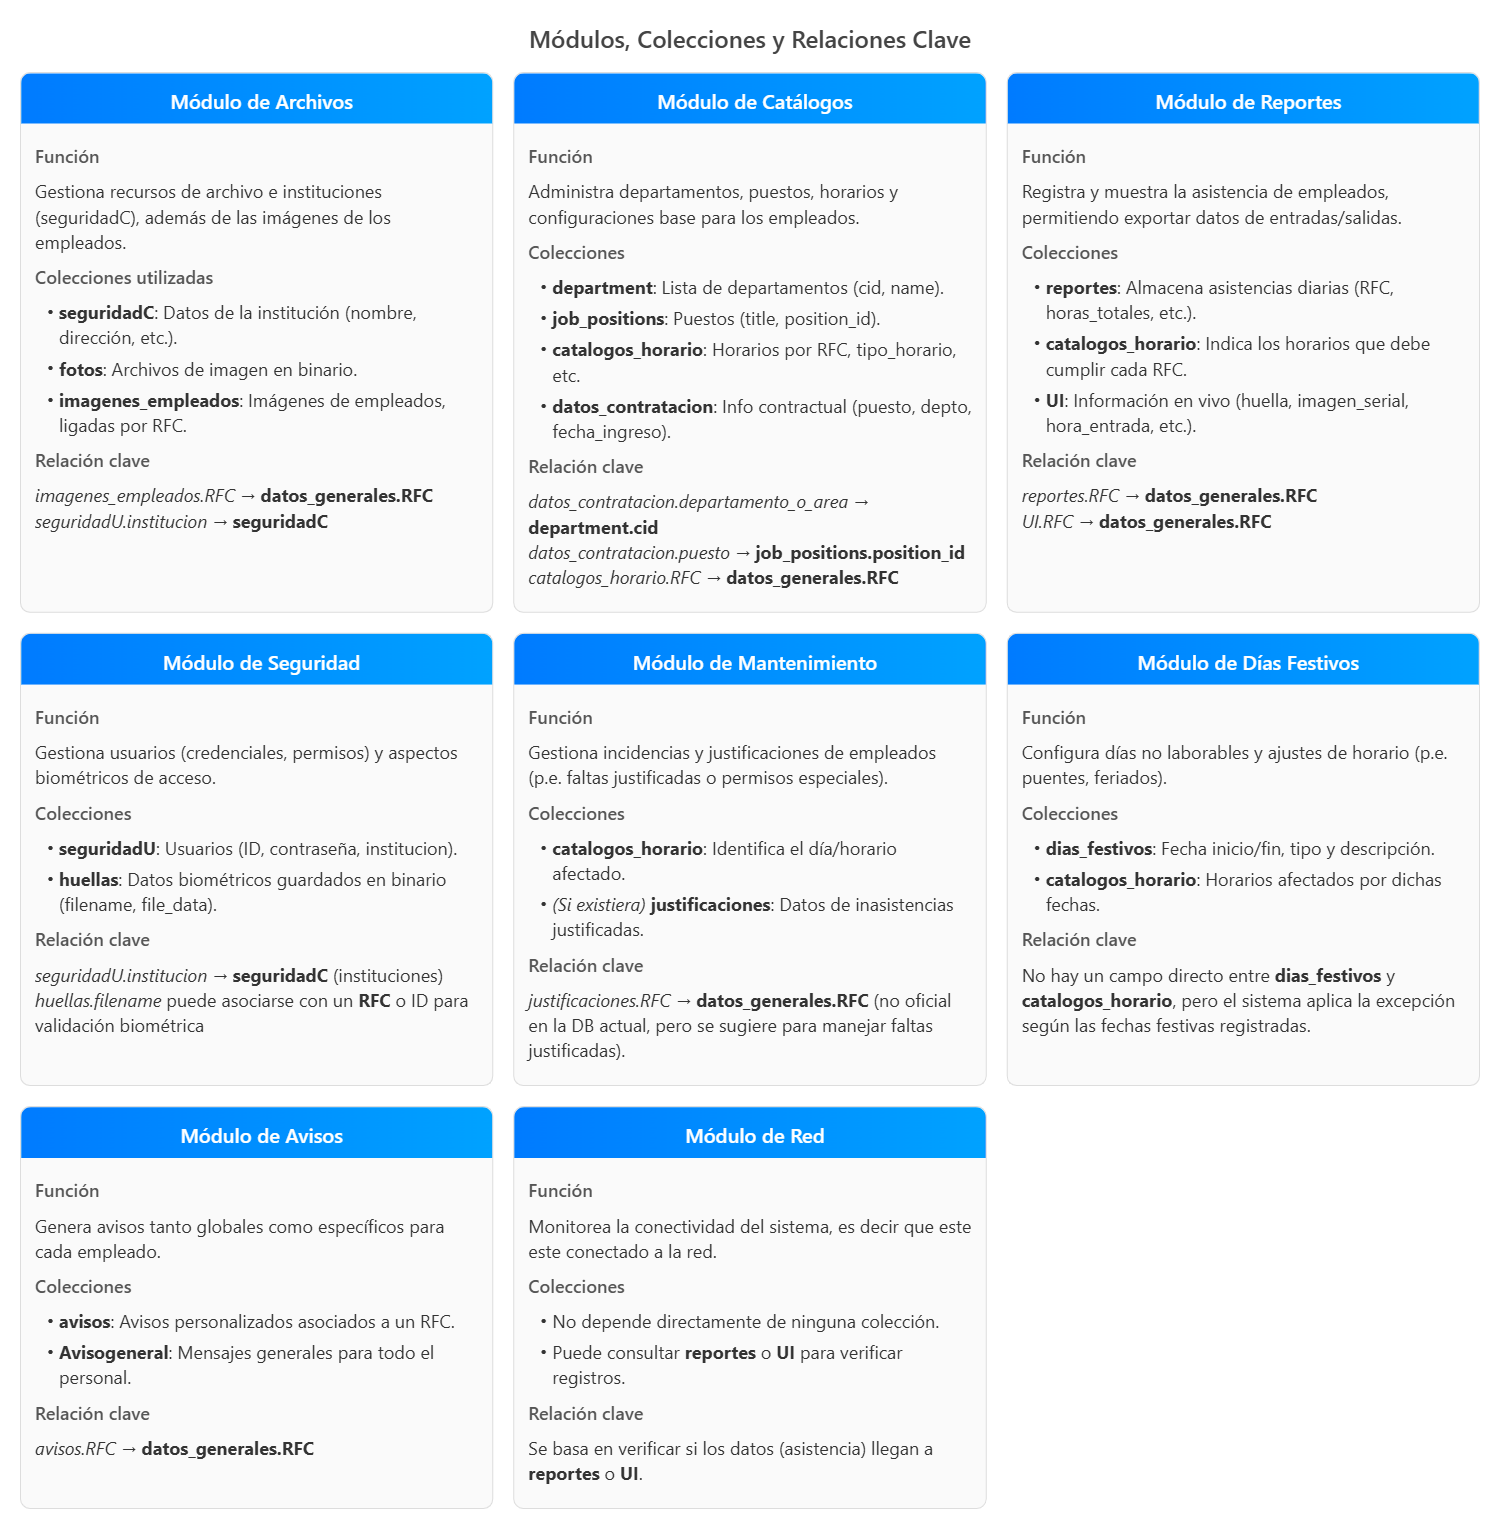 Módulos, Colecciones y Relaciones Clave
Módulo de Archivos
Función
Gestiona recursos de archivo e instituciones
(seguridadC), además de las imágenes de los
empleados.
Colecciones utilizadas
• seguridadC: Datos de la institución (nombre,
dirección, etc.).
• fotos: Archivos de imagen en binario.
• imagenes_empleados: Imágenes de empleados,
ligadas por RFC.
Relación clave
imagenes_empleados.RFC → datos_generales.RFC
seguridadU.institucion → seguridadC
Módulo de Catálogos
Función
Administra departamentos, puestos, horarios y
configuraciones base para los empleados.
Colecciones
• department: Lista de departamentos (cid, name).
• job_positions: Puestos (title, position_id).
• catalogos_horario: Horarios por RFC, tipo_horario,
etc.
• datos_contratacion: Info contractual (puesto, depto,
fecha_ingreso).
Relación clave
datos_contratacion.departamento_o_area →
department.cid
datos_contratacion.puesto → job_positions.position_id
catalogos_horario.RFC → datos_generales.RFC
Módulo de Reportes
Función
Registra y muestra la asistencia de empleados,
permitiendo exportar datos de entradas/salidas.
Colecciones
• reportes: Almacena asistencias diarias (RFC,
horas_totales, etc.).
• catalogos_horario: Indica los horarios que debe
cumplir cada RFC.
• UI: Información en vivo (huella, imagen_serial,
hora_entrada, etc.).
Relación clave
reportes.RFC → datos_generales.RFC
UI.RFC → datos_generales.RFC
Módulo de Seguridad
Función
Gestiona usuarios (credenciales, permisos) y aspectos
biométricos de acceso.
Colecciones
• seguridadU: Usuarios (ID, contraseña, institucion).
• huellas: Datos biométricos guardados en binario
(filename, file_data).
Relación clave
seguridadU.institucion → seguridadC (instituciones)
huellas.filename puede asociarse con un RFC o ID para
validación biométrica
Módulo de Mantenimiento
Función
Gestiona incidencias y justificaciones de empleados
(p.e. faltas justificadas o permisos especiales).
Colecciones
• catalogos_horario: Identifica el día/horario
afectado.
• (Si existiera) justificaciones: Datos de inasistencias
justificadas.
Relación clave
justificaciones.RFC → datos_generales.RFC (no oficial
en la DB actual, pero se sugiere para manejar faltas
justificadas).
Módulo de Días Festivos
Función
Configura días no laborables y ajustes de horario (p.e.
puentes, feriados).
Colecciones
• dias_festivos: Fecha inicio/fin, tipo y descripción.
• catalogos_horario: Horarios afectados por dichas
fechas.
Relación clave
No hay un campo directo entre dias_festivos y
catalogos_horario, pero el sistema aplica la excepción
según las fechas festivas registradas.
Módulo de Avisos
Función
Genera avisos tanto globales como específicos para
cada empleado.
Colecciones
• avisos: Avisos personalizados asociados a un RFC.
• Avisogeneral: Mensajes generales para todo el
personal.
Relación clave
avisos.RFC → datos_generales.RFC
Módulo de Red
Función
Monitorea la conectividad del sistema, es decir que este
este conectado a la red.
Colecciones
• No depende directamente de ninguna colección.
• Puede consultar reportes o UI para verificar
registros.
Relación clave
Se basa en verificar si los datos (asistencia) llegan a
reportes o UI.